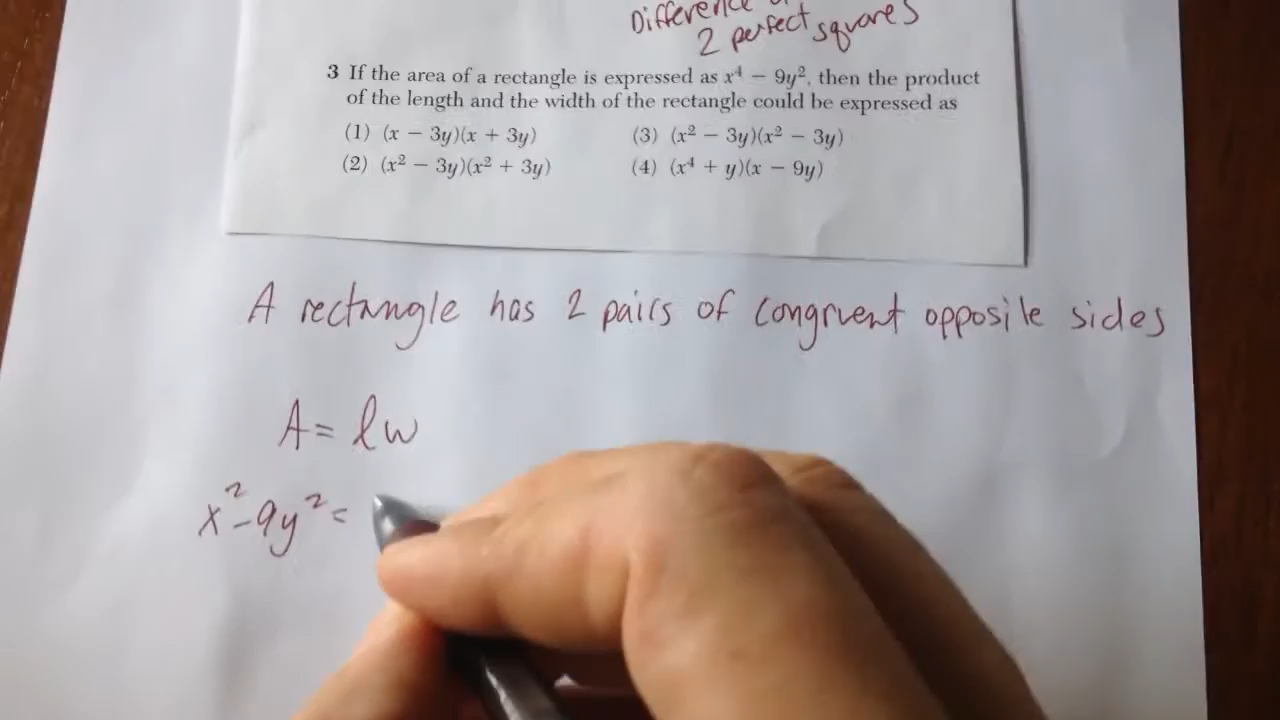 Difference
2 perfect squares
3 If the area of a rectangle is expressed as x⁴ − 9y², then the product
of the length and the width of the rectangle could be expressed as
(1) (x − 3y)(x + 3y) (3) (x² − 3y)(x² − 3y)
(2) (x² − 3y)(x² + 3y) (4) (x⁴ + y)(x − 9y)
A rectangle has 2 pairs of congruent opposite sides
A = lw
x² - 9y² =